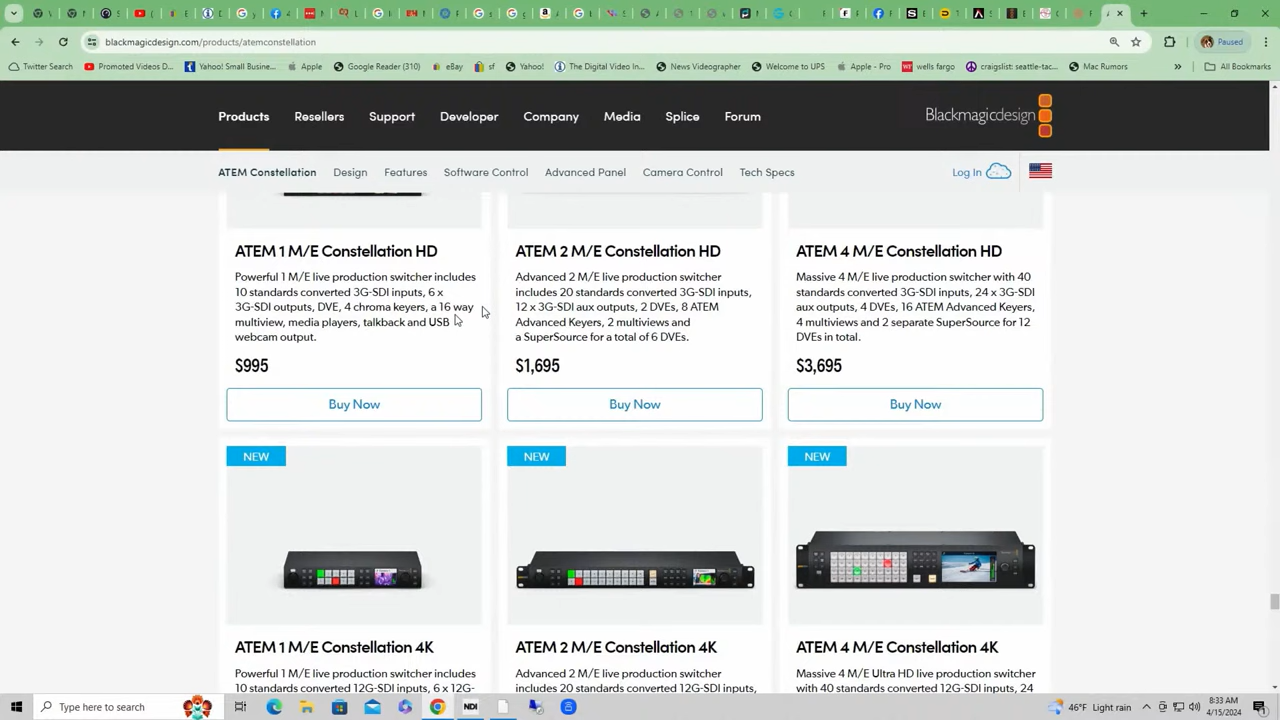 blackmagicdesign.com/products/atemconstellation
Paused
Twitter Search
Promoted Videos D...
Yahoo! Small Busine...
Apple
Google Reader (310)
eBay
sf
Yahoo!
The Digital Video In...
News Videographer
Welcome to UPS
Apple - Pro
wells fargo
craigslist: seattle-tac...
Mac Rumors
»
All Bookmarks
Products
Resellers
Support
Developer
Company
Media
Splice
Forum
Blackmagicdesign
ATEM Constellation
Design
Features
Software Control
Advanced Panel
Camera Control
Tech Specs
Log In
ATEM 1 M/E Constellation HD
Powerful 1 M/E live production switcher includes
10 standards converted 3G-SDI inputs, 6 x
3G-SDI outputs, DVE, 4 chroma keyers, a 16 way
multiview, media players, talkback and USB
webcam output.
$995
Buy Now
ATEM 2 M/E Constellation HD
Advanced 2 M/E live production switcher
includes 20 standards converted 3G-SDI inputs,
12 x 3G-SDI aux outputs, 2 DVEs, 8 ATEM
Advanced Keyers, 2 multiviews and
a SuperSource for a total of 6 DVEs.
$1,695
Buy Now
ATEM 4 M/E Constellation HD
Massive 4 M/E live production switcher with 40
standards converted 3G-SDI inputs, 24 x 3G-SDI
aux outputs, 4 DVEs, 16 ATEM Advanced Keyers,
4 multiviews and 2 separate SuperSource for 12
DVEs in total.
$3,695
Buy Now
NEW
ATEM 1 M/E Constellation 4K
Powerful 1 M/E live production switcher includes
10 standards converted 12G-SDI inputs, 6 x 12G-
NEW
ATEM 2 M/E Constellation 4K
Advanced 2 M/E live production switcher
includes 20 standards converted 12G-SDI inputs,
NEW
ATEM 4 M/E Constellation 4K
Massive 4 M/E Ultra HD live production switcher
with 40 standards converted 12G-SDI inputs, 24
Type here to search
NDI
46°F Light rain
8:33 AM
4/15/2024